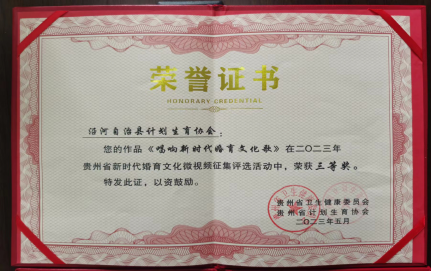 荣誉证书
HONORARY CREDENTIAL
沿河自治县计划生育协会：
您的作品《唱响新时代婚育文化歌》在二〇二三年
贵州省新时代婚育文化微视频征集评选活动中，荣获三等奖。
特发此证，以资鼓励。
贵州省卫生健康委员会
贵州省计划生育协会
二〇二三年五月